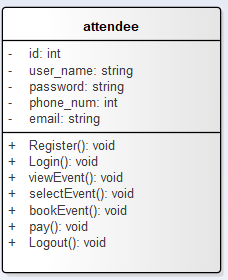 attendee
- id: int
- user_name: string
- password: string
- phone_num: int
- email: string
+ Register(): void
+ Login(): void
+ viewEvent(): void
+ selectEvent(): void
+ bookEvent(): void
+ pay(): void
+ Logout(): void